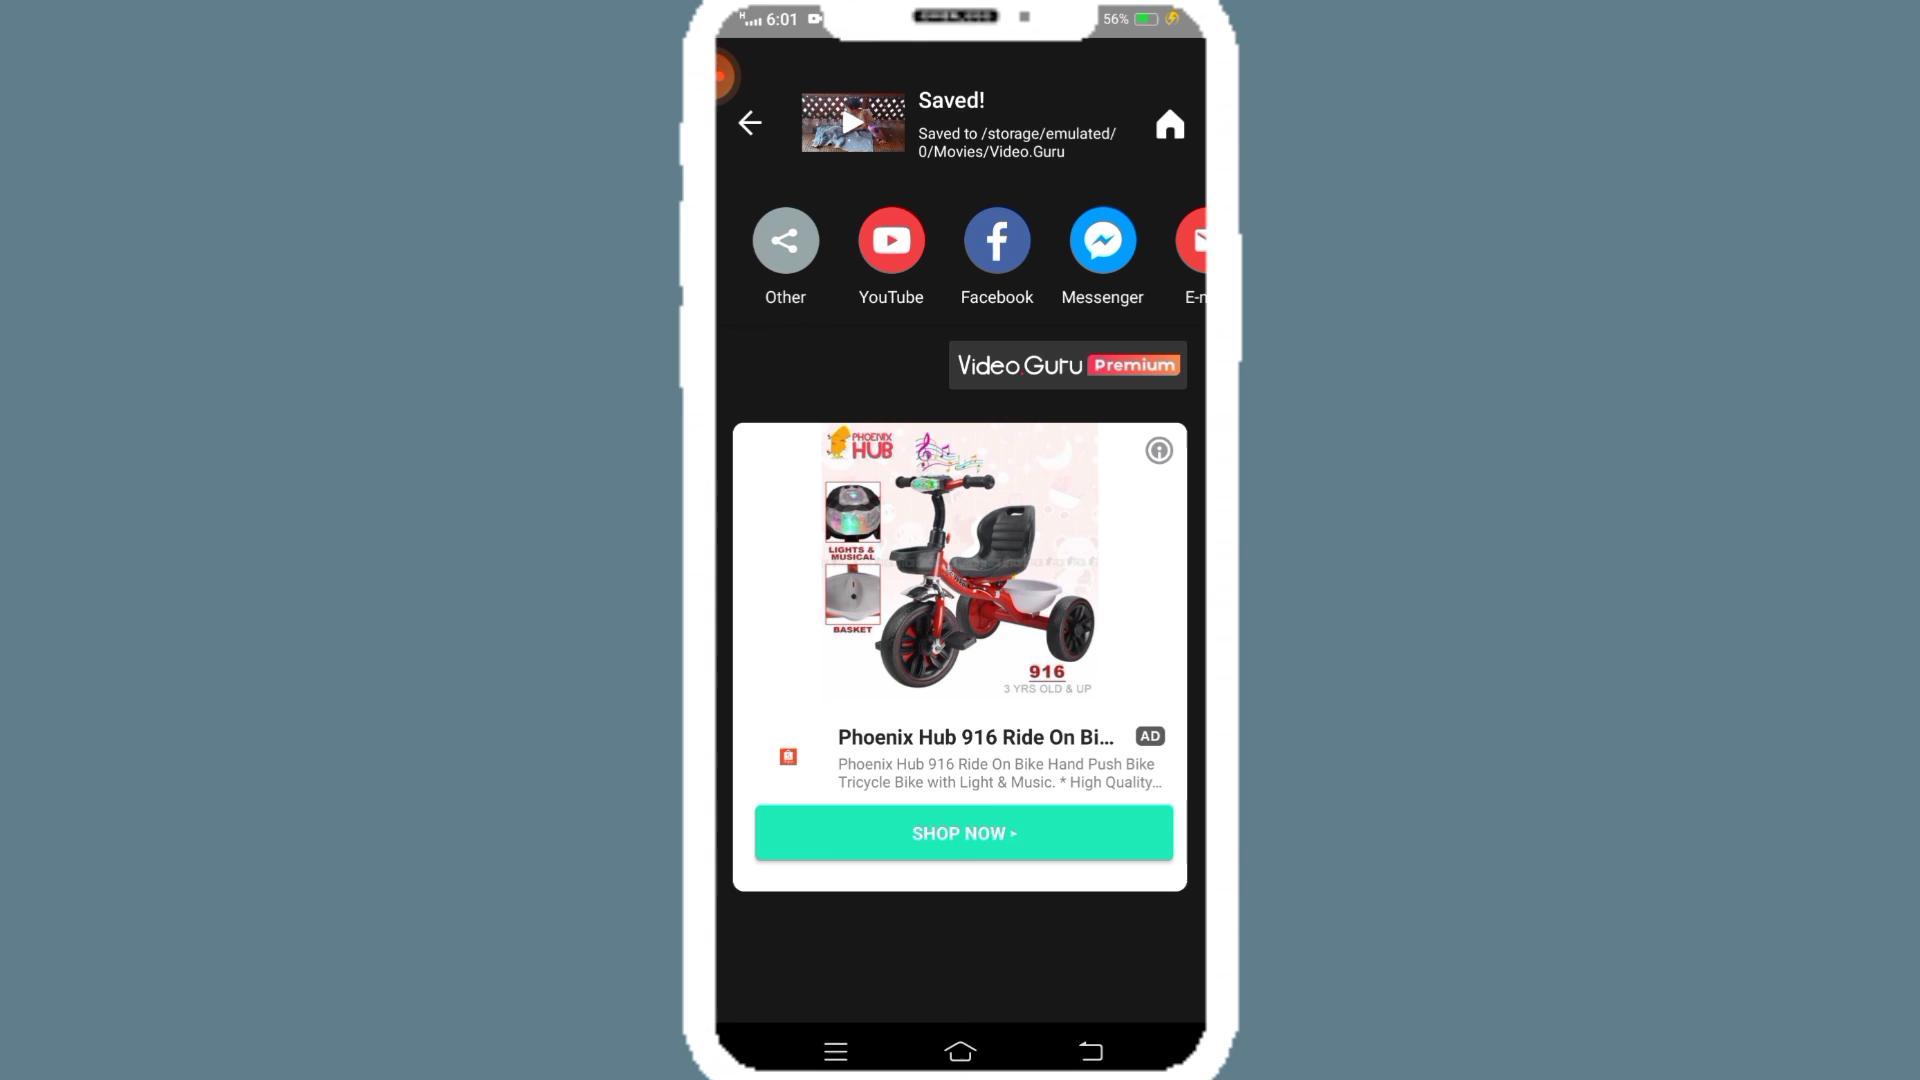 H 6:01
56%
Saved!
Saved to /storage/emulated/
0/Movies/Video.Guru
Other
YouTube
Facebook
Messenger
E-m
Video.Guru Premium
PHOENIX
HUB
LIGHTS &
MUSICAL
BASKET
916
3 YRS OLD & UP
Phoenix Hub 916 Ride On Bi...
AD
Phoenix Hub 916 Ride On Bike Hand Push Bike
Tricycle Bike with Light & Music. * High Quality...
SHOP NOW ▸